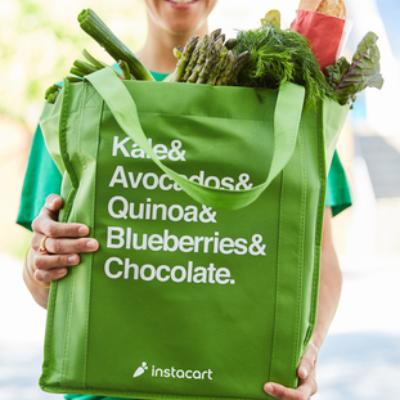 Kale&
Avocados&
Quinoa&
Blueberries&
Chocolate.
instacart